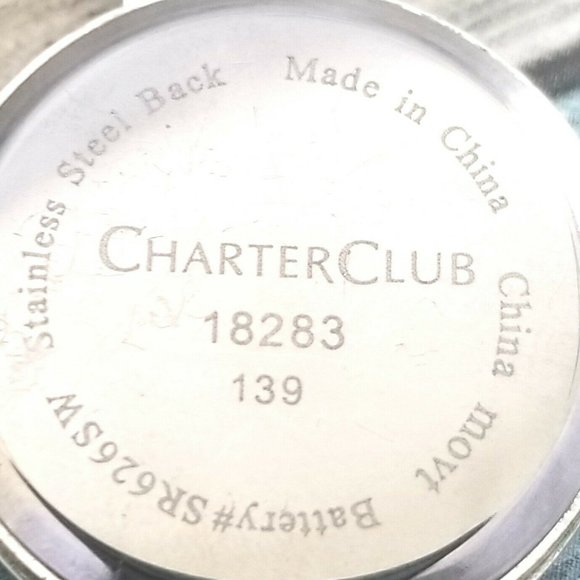 Stainless Steel Back
Made in China
China movt
Battery#SR626SW
CHARTERCLUB
18283
139